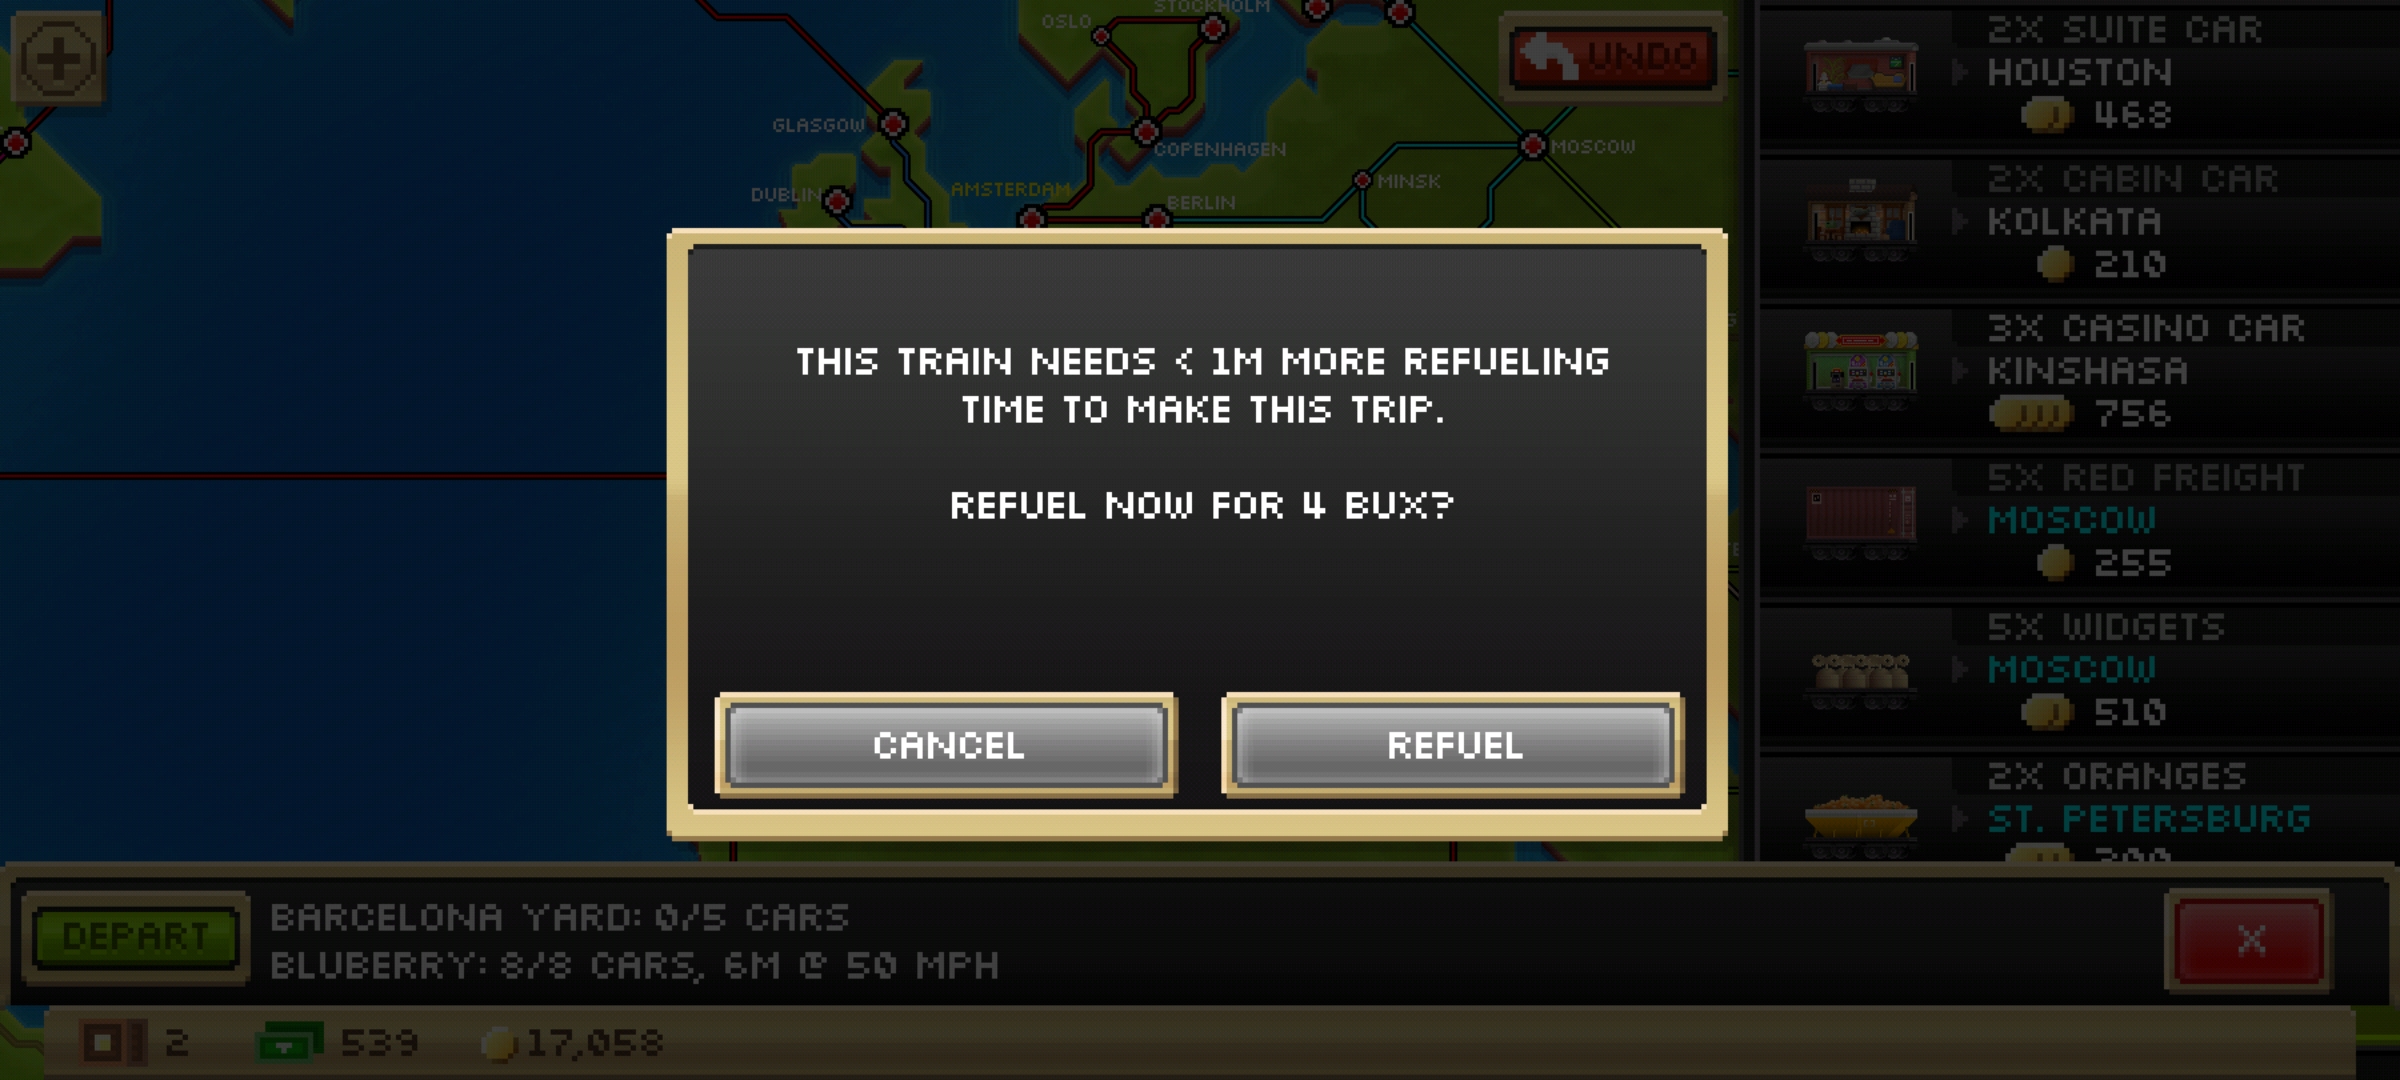 OSLO
STOCKHOLM
GLASGOW
COPENHAGEN
MOSCOW
DUBLIN
AMSTERDAM
BERLIN
MINSK
UNDO
2X SUITE CAR
HOUSTON
468
2X CABIN CAR
KOLKATA
210
3X CASINO CAR
KINSHASA
756
5X RED FREIGHT
MOSCOW
255
5X WIDGETS
MOSCOW
510
2X ORANGES
ST. PETERSBURG
THIS TRAIN NEEDS < 1M MORE REFUELING
TIME TO MAKE THIS TRIP.
REFUEL NOW FOR 4 BUX?
CANCEL
REFUEL
DEPART
BARCELONA YARD: 0/5 CARS
BLUBERRY: 8/8 CARS, 6M @ 50 MPH
X
2
539
17,058